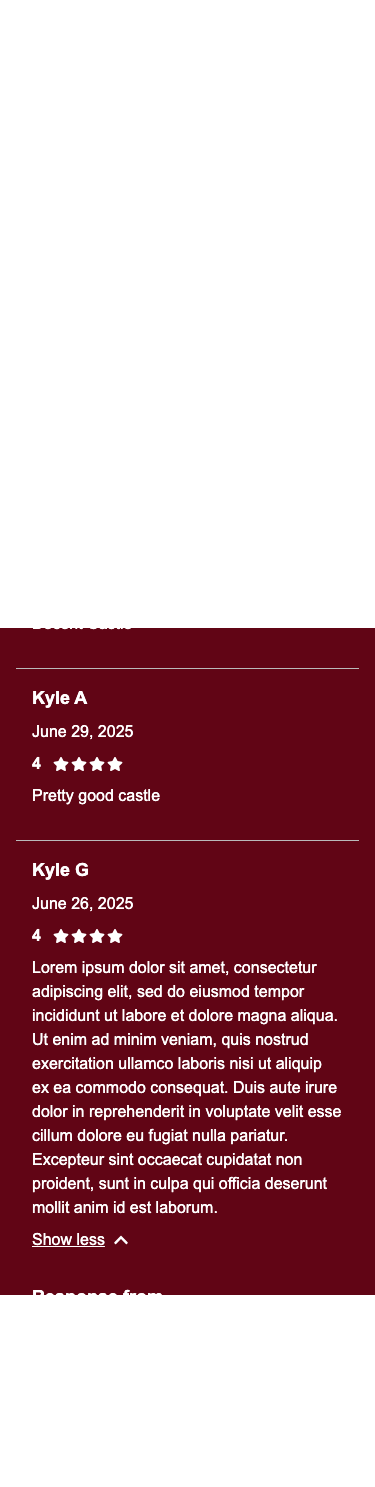 Kyle A
June 29, 2025
4
Pretty good castle
Kyle G
June 26, 2025
4
Lorem ipsum dolor sit amet, consectetur
adipiscing elit, sed do eiusmod tempor
incididunt ut labore et dolore magna aliqua.
Ut enim ad minim veniam, quis nostrud
exercitation ullamco laboris nisi ut aliquip
ex ea commodo consequat. Duis aute irure
dolor in reprehenderit in voluptate velit esse
cillum dolore eu fugiat nulla pariatur.
Excepteur sint occaecat cupidatat non
proident, sunt in culpa qui officia deserunt
mollit anim id est laborum.
Show less
Response from